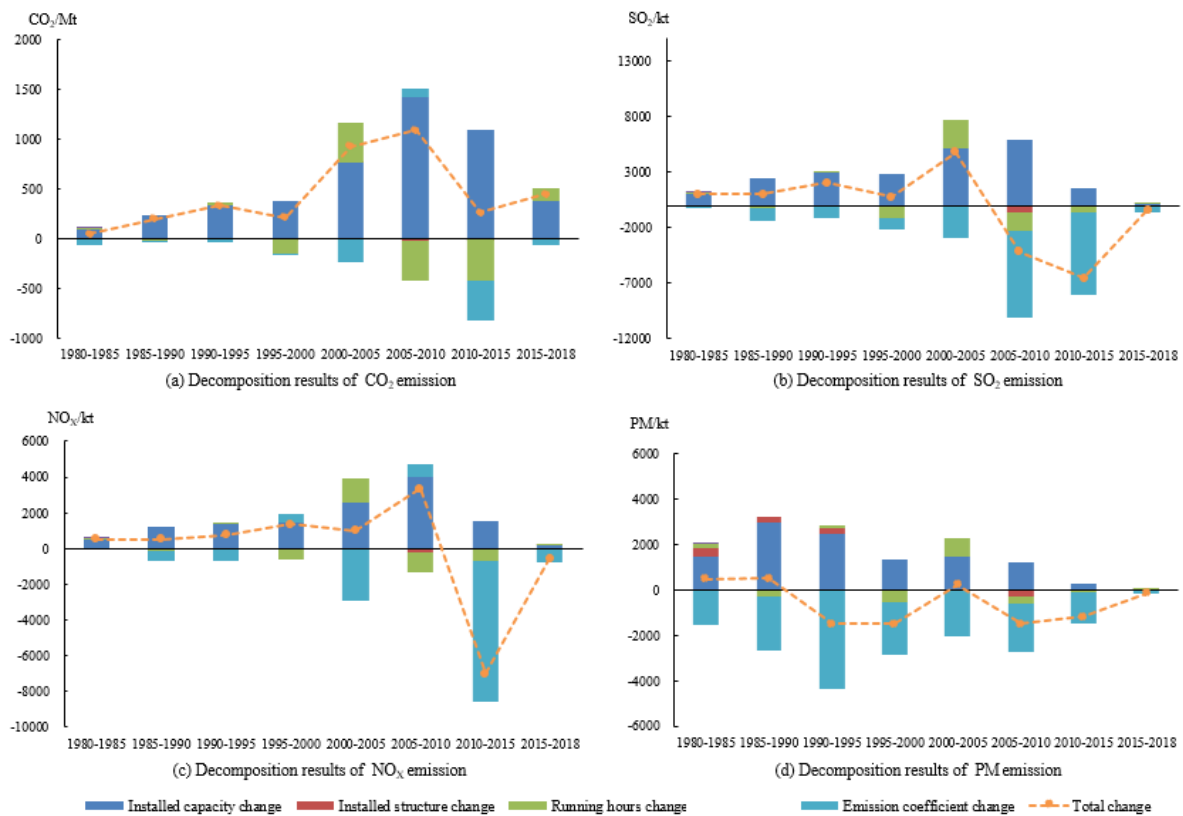 CO₂/Mt
2000
1500
1000
500
0
-500
-1000
1980-1985 1985-1990 1990-1995 1995-2000 2000-2005 2005-2010 2010-2015 2015-2018
(a) Decomposition results of CO₂ emission
SO₂/kt
13000
8000
3000
-2000
-7000
-12000
1980-1985 1985-1990 1990-1995 1995-2000 2000-2005 2005-2010 2010-2015 2015-2018
(b) Decomposition results of SO₂ emission
NOₓ/kt
6000
4000
2000
0
-2000
-4000
-6000
-8000
-10000
1980-1985 1985-1990 1990-1995 1995-2000 2000-2005 2005-2010 2010-2015 2015-2018
(c) Decomposition results of NOₓ emission
PM/kt
6000
4000
2000
0
-2000
-4000
-6000
1980-1985 1985-1990 1990-1995 1995-2000 2000-2005 2005-2010 2010-2015 2015-2018
(d) Decomposition results of PM emission
Installed capacity change Installed structure change Running hours change Emission coefficient change Total change